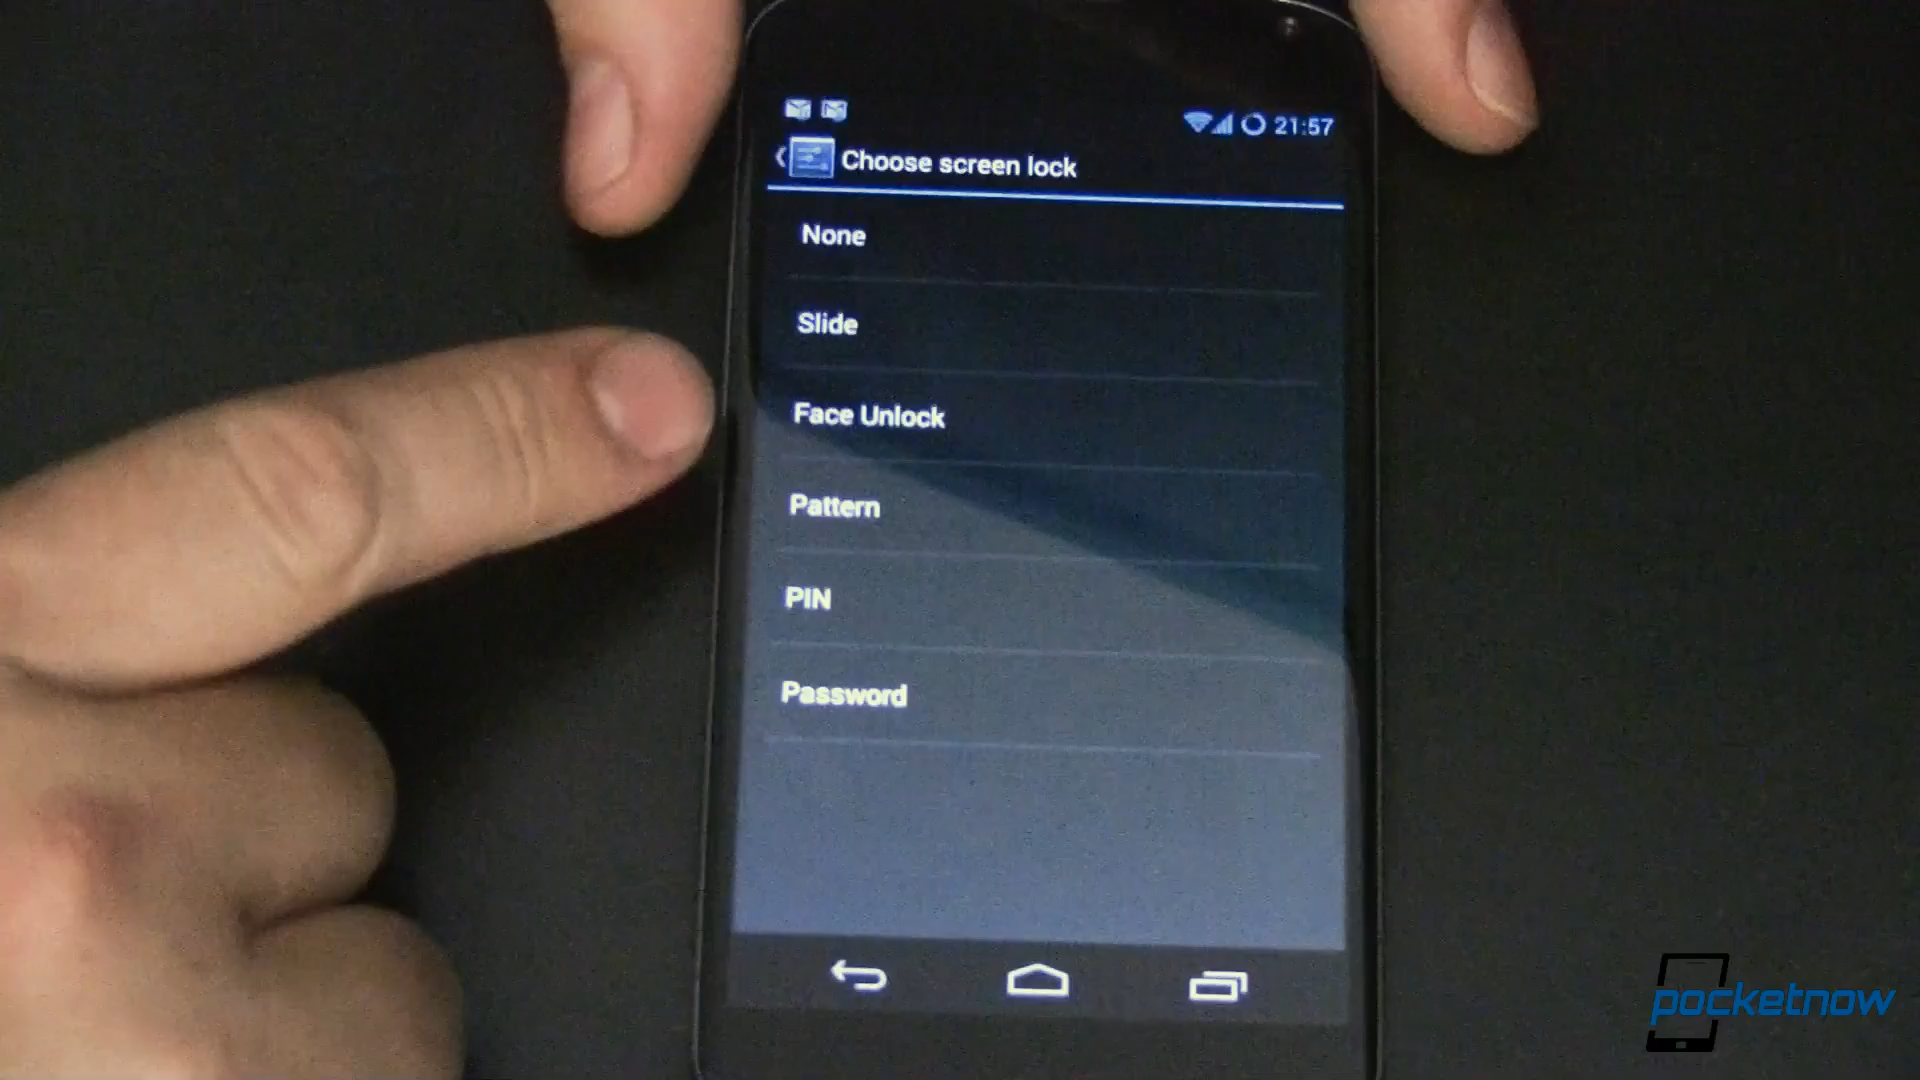 21:57
Choose screen lock
None
Slide
Face Unlock
Pattern
PIN
Password
pocketnow